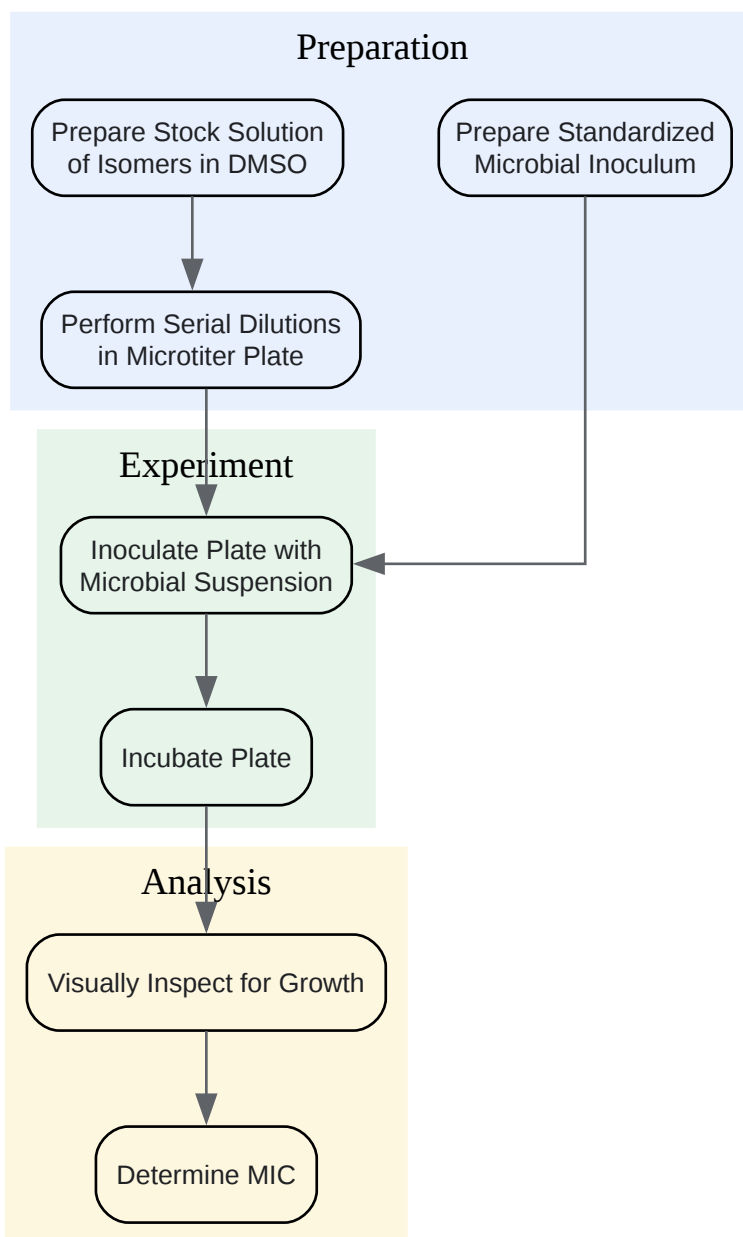 Preparation
Prepare Stock Solution
of Isomers in DMSO
Prepare Standardized
Microbial Inoculum
Perform Serial Dilutions
in Microtiter Plate
Experiment
Inoculate Plate with
Microbial Suspension
Incubate Plate
Analysis
Visually Inspect for Growth
Determine MIC